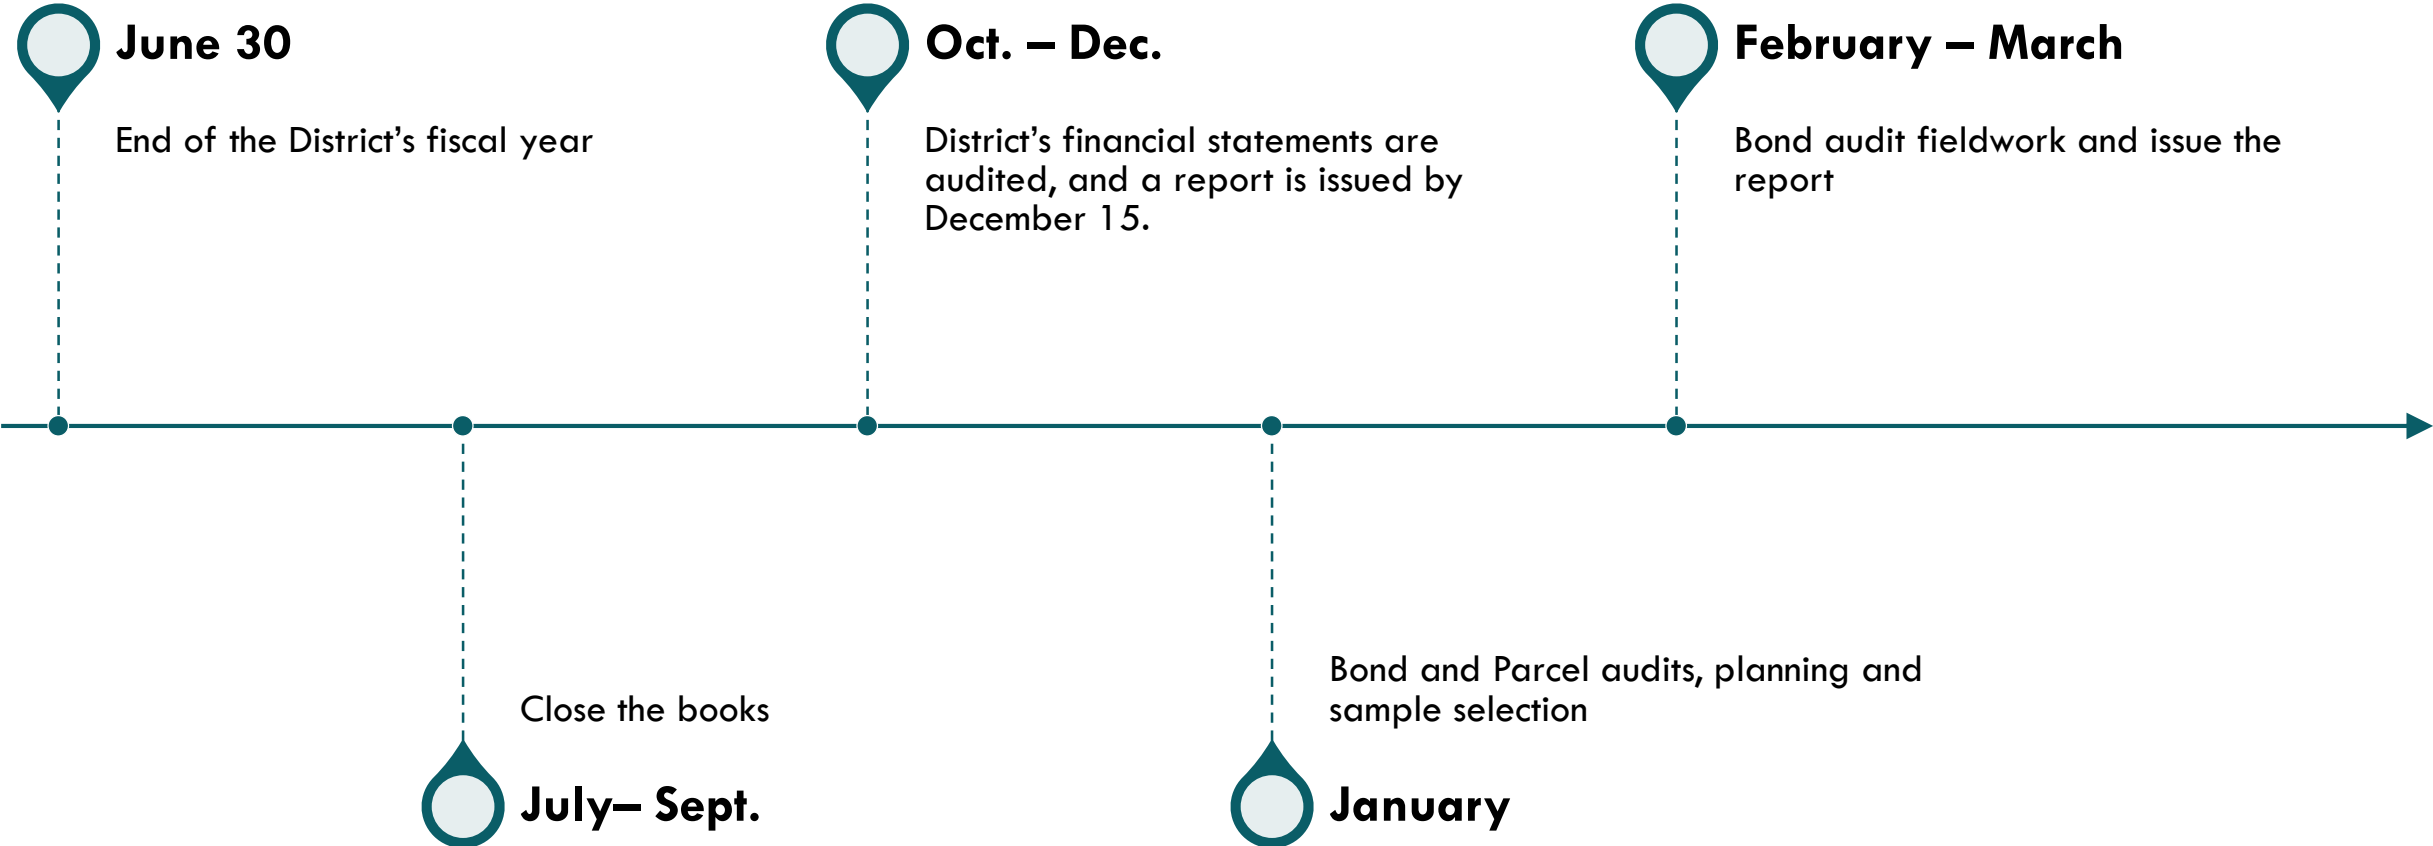 June 30
End of the District’s fiscal year
July– Sept.
Close the books
Oct. – Dec.
District’s financial statements are
audited, and a report is issued by
December 15.
January
Bond and Parcel audits, planning and
sample selection
February – March
Bond audit fieldwork and issue the
report